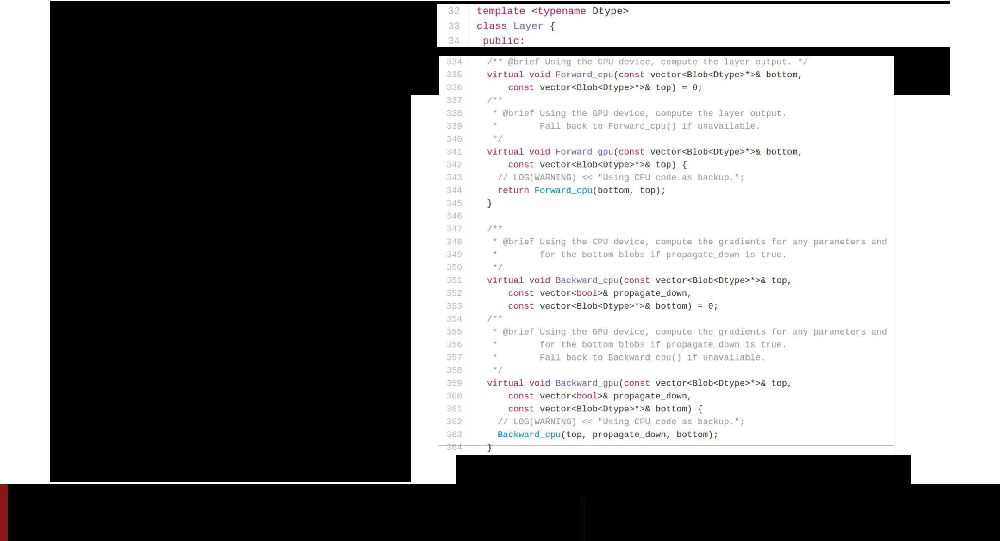 32 template <typename Dtype>
33 class Layer {
34  public:
334   /** @brief Using the CPU device, compute the layer output. */
335   virtual void Forward_cpu(const vector<Blob<Dtype>*>& bottom,
336       const vector<Blob<Dtype>*>& top) = 0;
337   /**
338    * @brief Using the GPU device, compute the layer output.
339    *        Fall back to Forward_cpu() if unavailable.
340    */
341   virtual void Forward_gpu(const vector<Blob<Dtype>*>& bottom,
342       const vector<Blob<Dtype>*>& top) {
343     // LOG(WARNING) << "Using CPU code as backup.";
344     return Forward_cpu(bottom, top);
345   }
346
347   /**
348    * @brief Using the CPU device, compute the gradients for any parameters and
349    *        for the bottom blobs if propagate_down is true.
350    */
351   virtual void Backward_cpu(const vector<Blob<Dtype>*>& top,
352       const vector<bool>& propagate_down,
353       const vector<Blob<Dtype>*>& bottom) = 0;
354   /**
355    * @brief Using the GPU device, compute the gradients for any parameters and
356    *        for the bottom blobs if propagate_down is true.
357    *        Fall back to Backward_cpu() if unavailable.
358    */
359   virtual void Backward_gpu(const vector<Blob<Dtype>*>& top,
360       const vector<bool>& propagate_down,
361       const vector<Blob<Dtype>*>& bottom) {
362     // LOG(WARNING) << "Using CPU code as backup.";
363     Backward_cpu(top, propagate_down, bottom);
364   }